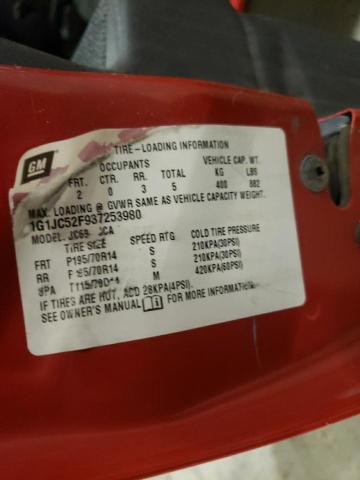 GM
TIRE-LOADING INFORMATION
OCCUPANTS VEHICLE CAP. WT.
FRT. CTR. RR. TOTAL KG LBS
2 0 3 5 400 882
MAX. LOADING @ GVWR SAME AS VEHICLE CAPACITY WEIGHT.
1G1JC52F937253980
MODEL:
TIRE SIZE SPEED RTG COLD TIRE PRESSURE
FRT P195/70R14 S 210KPA(30PSI)
RR P195/70R14 S 210KPA(30PSI)
SPA M 420KPA(60PSI)
IF TIRES ARE HOT, ADD 28KPA(4PSI).
SEE OWNER'S MANUAL FOR MORE INFORMATION